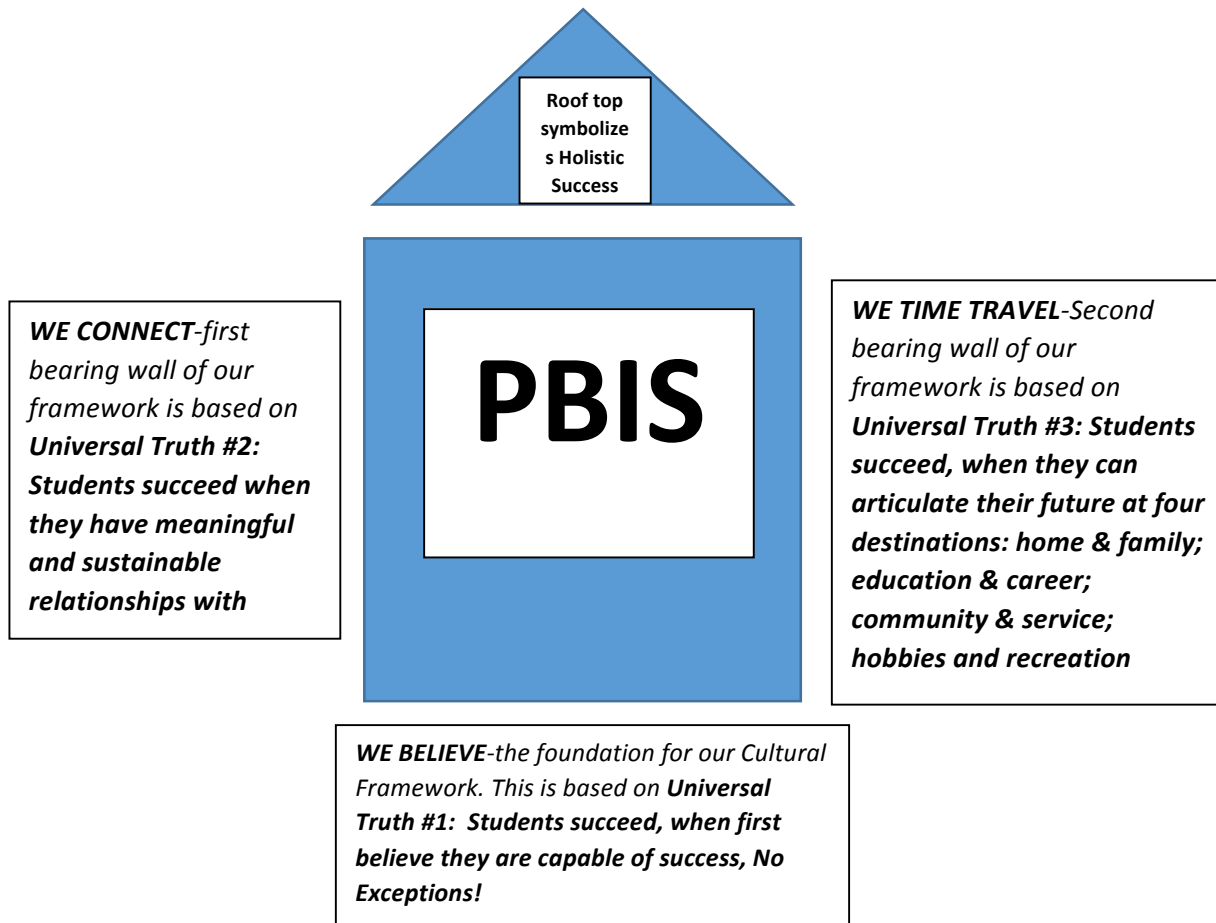 Roof top
symbolize
s Holistic
Success
PBIS
WE CONNECT-first
bearing wall of our
framework is based on
Universal Truth #2:
Students succeed when
they have meaningful
and sustainable
relationships with
WE TIME TRAVEL-Second
bearing wall of our
framework is based on
Universal Truth #3: Students
succeed, when they can
articulate their future at four
destinations: home & family;
education & career;
community & service;
hobbies and recreation
WE BELIEVE-the foundation for our Cultural
Framework. This is based on Universal
Truth #1:  Students succeed, when first
believe they are capable of success, No
Exceptions!